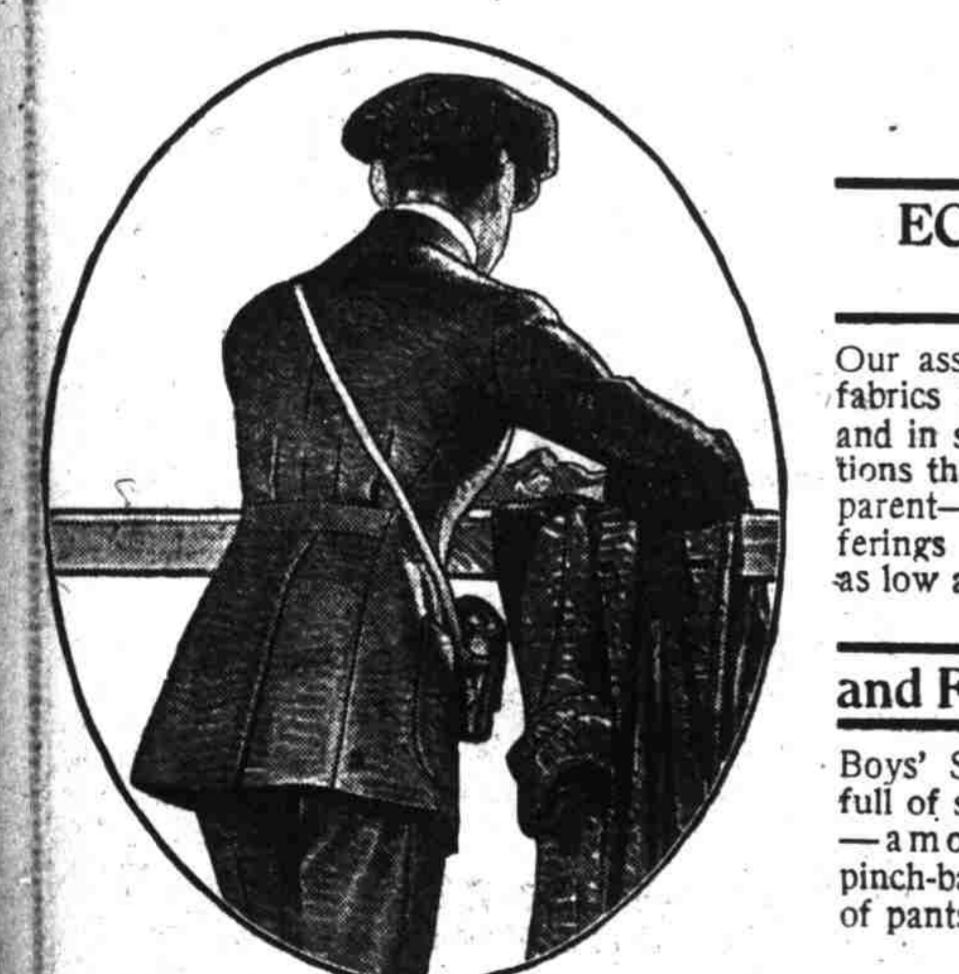 EC
Our ass
fabrics
and in s
tions th
parent—
ferings
as low a
and F
Boys' S
full of s
—amo
pinch-ba
of pants